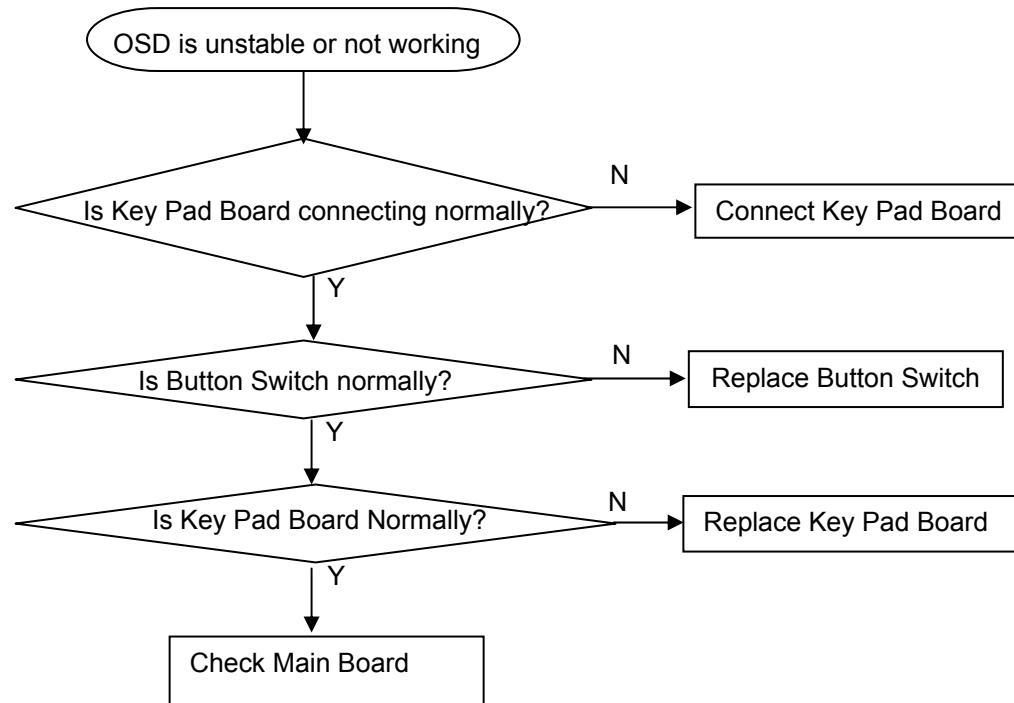 OSD is unstable or not working
Is Key Pad Board connecting normally?
N
Connect Key Pad Board
Y
Is Button Switch normally?
N
Replace Button Switch
Y
Is Key Pad Board Normally?
N
Replace Key Pad Board
Y
Check Main Board